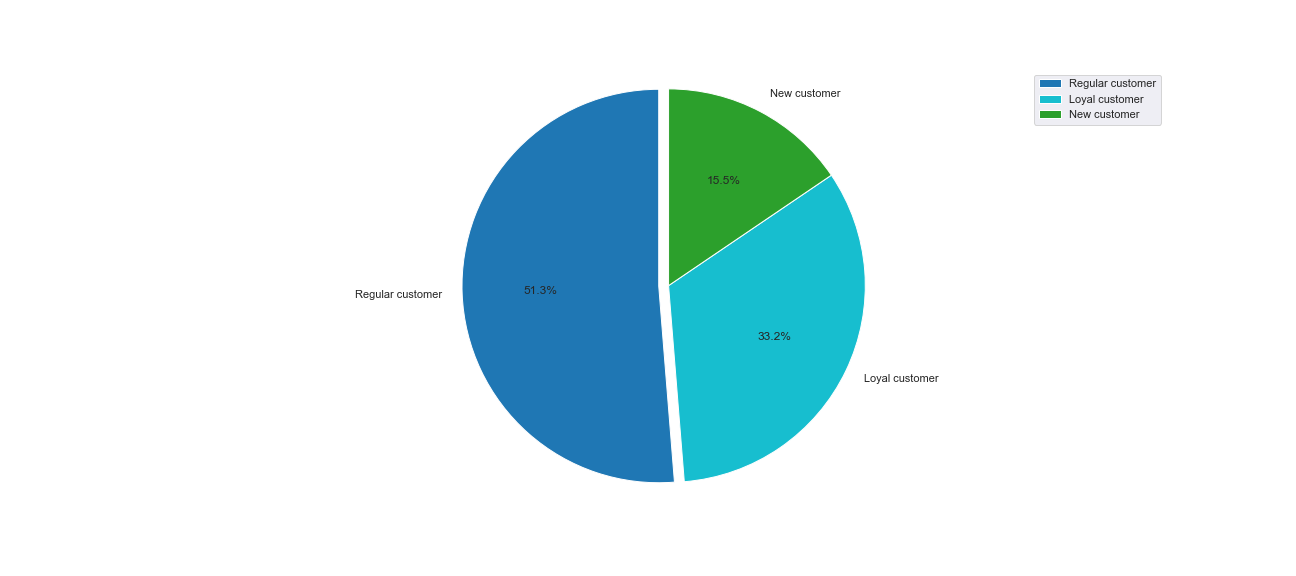 New customer
15.5%
Regular customer
51.3%
33.2%
Loyal customer
Regular customer
Loyal customer
New customer